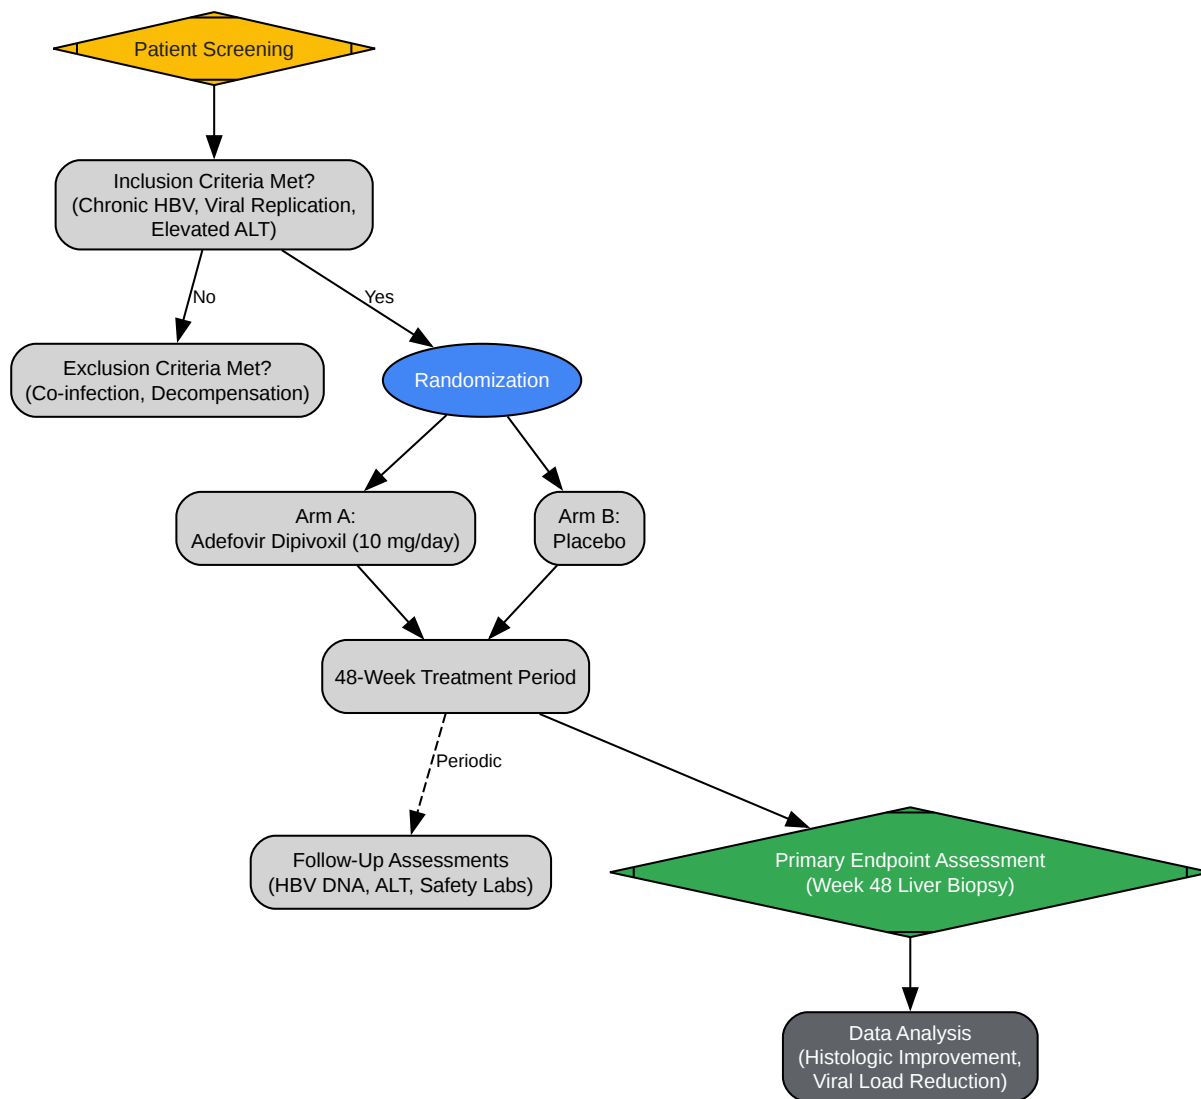 Patient Screening
Inclusion Criteria Met?
(Chronic HBV, Viral Replication,
Elevated ALT)
No
Yes
Exclusion Criteria Met?
(Co-infection, Decompensation)
Randomization
Arm A:
Adefovir Dipivoxil (10 mg/day)
Arm B:
Placebo
48-Week Treatment Period
Periodic
Follow-Up Assessments
(HBV DNA, ALT, Safety Labs)
Primary Endpoint Assessment
(Week 48 Liver Biopsy)
Data Analysis
(Histologic Improvement,
Viral Load Reduction)